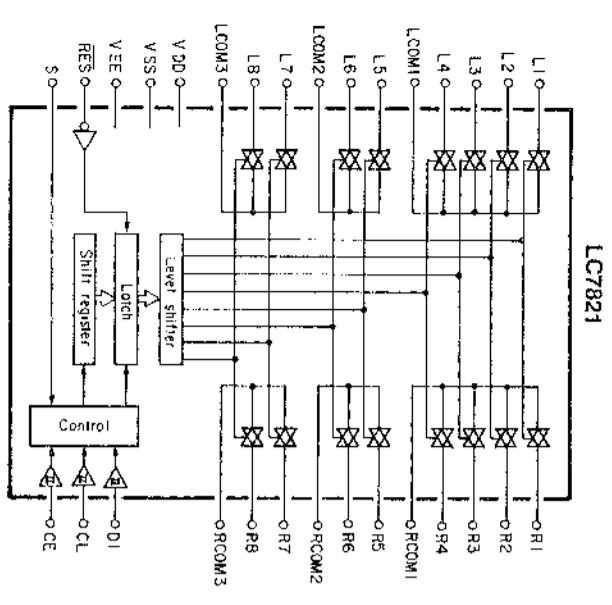 LC7821
L1
L2
L3
L4
LCOM1
L5
L6
LCOM2
L7
L8
LCOM3
VDD
VSS
VEE
RES
S
Level shifter
Latch
Shift register
Control
R1
R2
R3
R4
RCOM1
R5
R6
RCOM2
R7
R8
RCOM3
DI
CL
CE